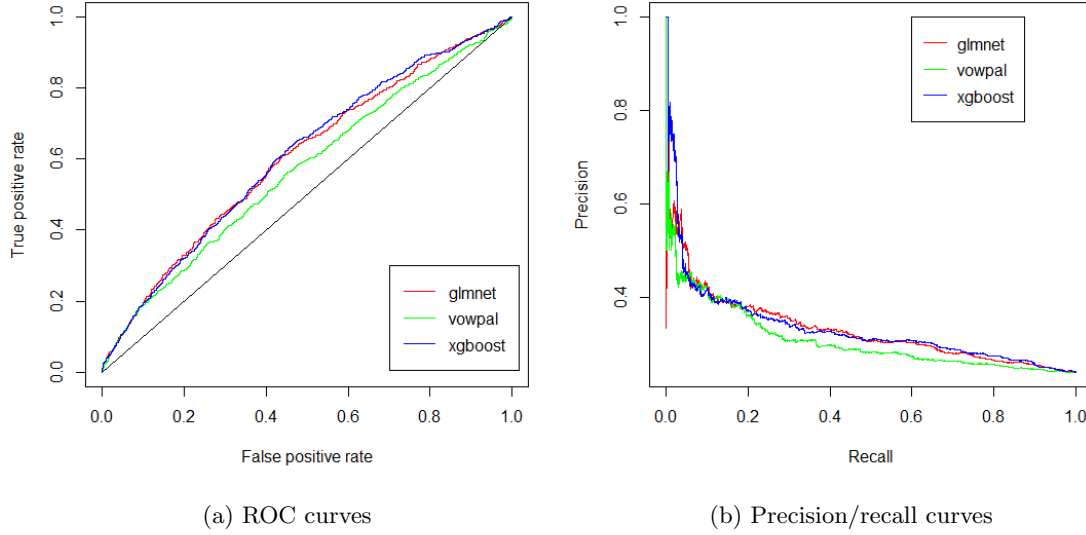 True positive rate
0.0 0.2 0.4 0.6 0.8 1.0
glmnet
vowpal
xgboost
0.0 0.2 0.4 0.6 0.8 1.0
False positive rate
(a) ROC curves
Precision
0.4 0.6 0.8 1.0
glmnet
vowpal
xgboost
0.0 0.2 0.4 0.6 0.8 1.0
Recall
(b) Precision/recall curves